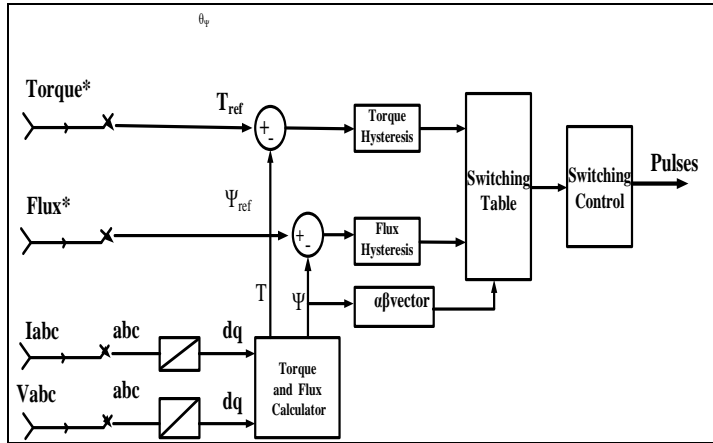 θΨ
Torque*
Tref
+
-
Torque
Hysteresis
Switching
Table
Switching
Control
Pulses
Flux*
Ψref
+
-
Flux
Hysteresis
T
Ψ
αβvector
Iabc
abc
dq
Torque
and Flux
Calculator
Vabc
abc
dq